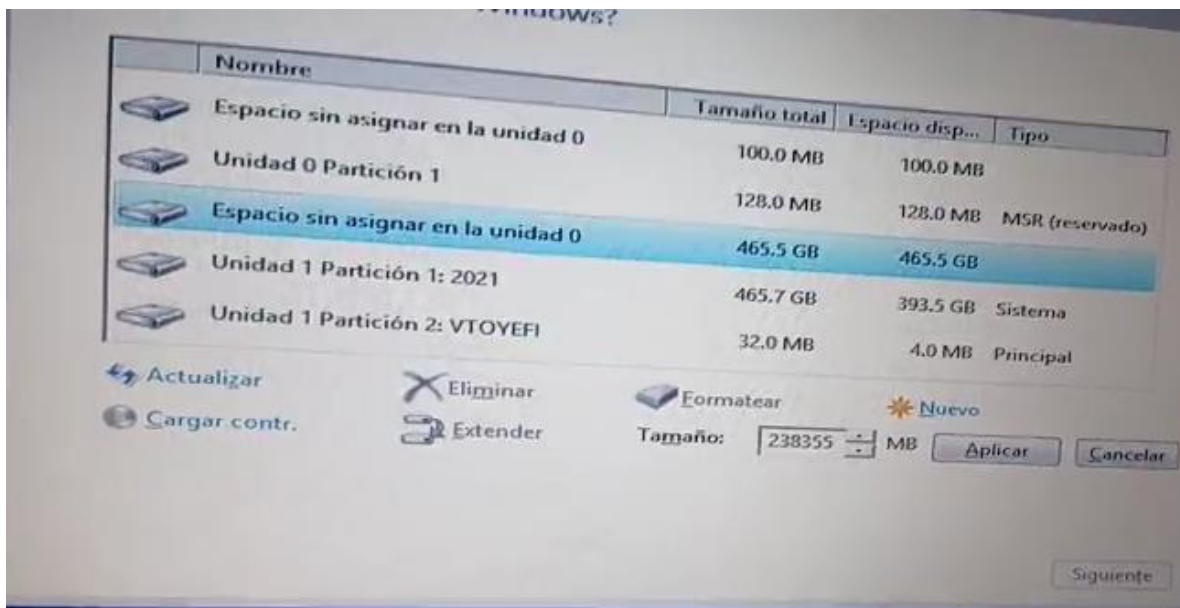 Windows?
Nombre Tamaño total Espacio disp... Tipo
Espacio sin asignar en la unidad 0 100.0 MB 100.0 MB
Unidad 0 Partición 1 128.0 MB 128.0 MB MSR (reservado)
Espacio sin asignar en la unidad 0 465.5 GB 465.5 GB
Unidad 1 Partición 1: 2021 465.7 GB 393.5 GB Sistema
Unidad 1 Partición 2: VTOYEFI 32.0 MB 4.0 MB Principal
Actualizar Eliminar Formatear Nuevo
Cargar contr. Extender Tamaño: 238355 MB Aplicar Cancelar
Siguiente